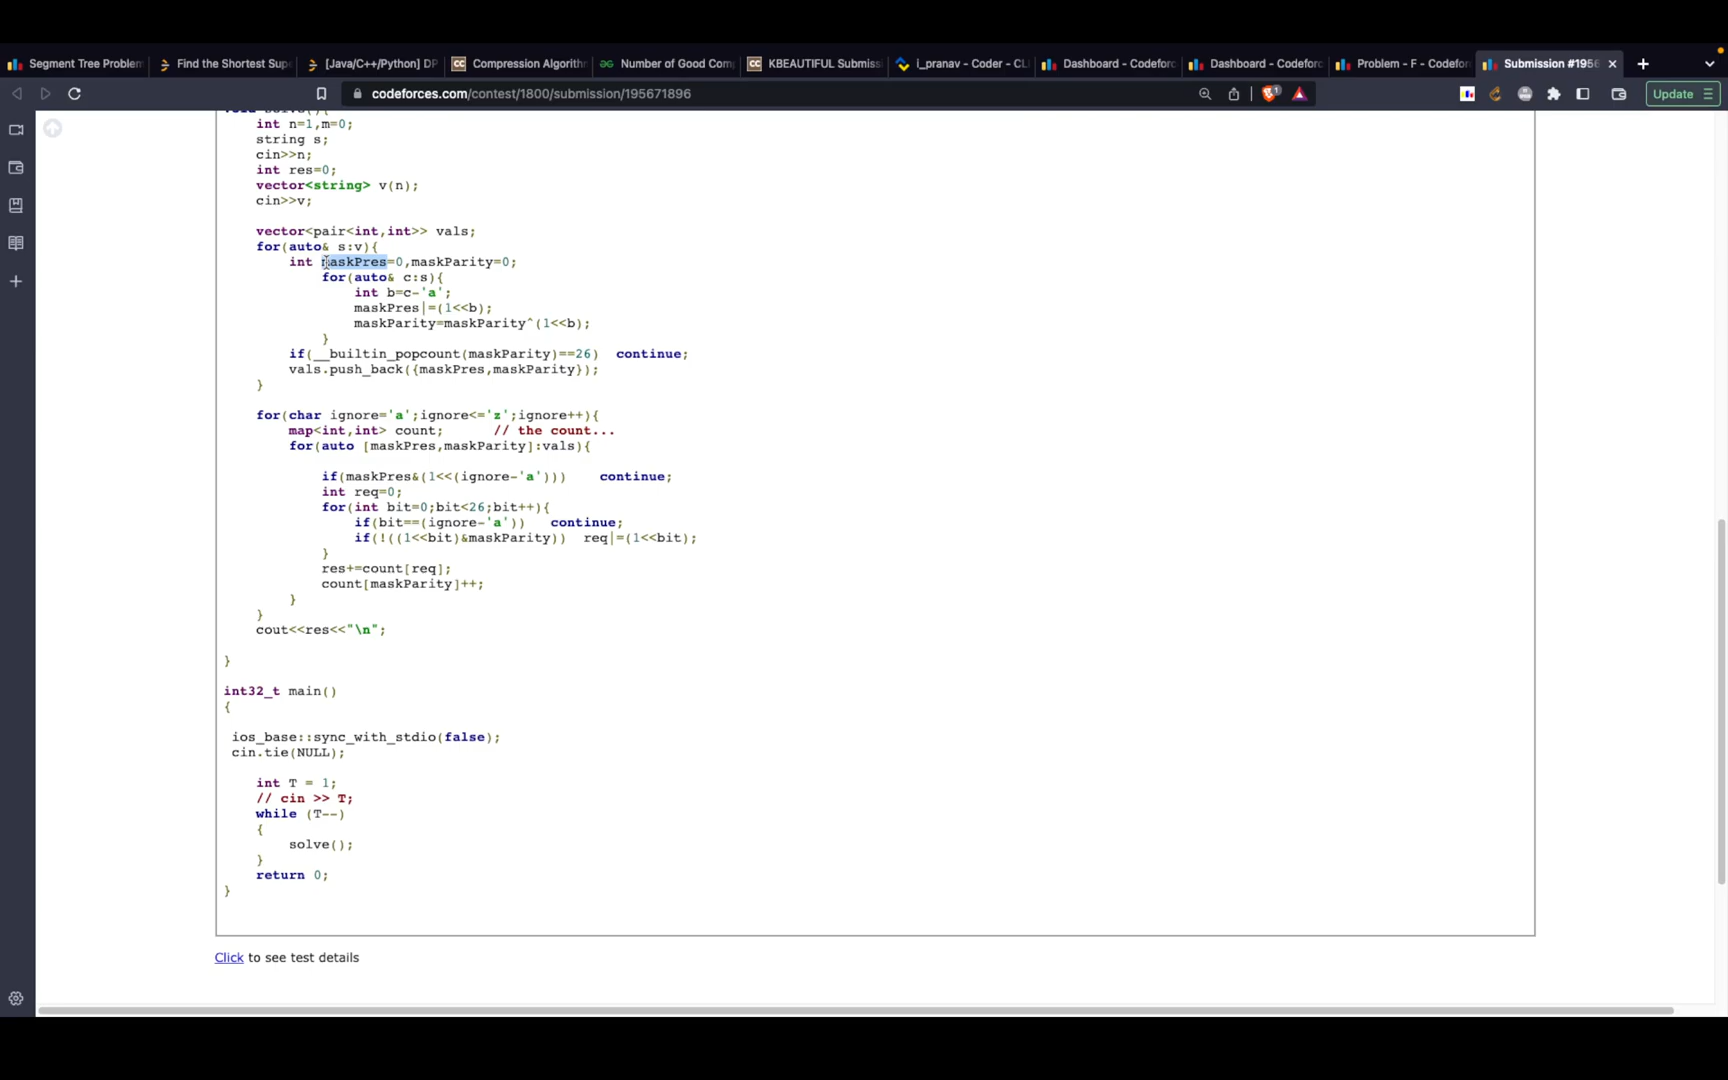 Segment Tree Problem
Find the Shortest Supe
[Java/C++/Python] DP
Compression Algorith
Number of Good Com
KBEAUTIFUL Submiss
i_pranav - Coder - CL
Dashboard - Codeforc
Dashboard - Codeforc
Problem - F - Codefor
Submission #1956
codeforces.com/contest/1800/submission/195671896
1
Update
int n=1,m=0;
string s;
cin>>n;
int res=0;
vector<string> v(n);
cin>>v;
vector<pair<int,int>> vals;
for(auto& s:v){
int maskPres=0,maskParity=0;
for(auto& c:s){
int b=c-'a';
maskPres|=(1<<b);
maskParity=maskParity^(1<<b);
}
if(__builtin_popcount(maskParity)==26) continue;
vals.push_back({maskPres,maskParity});
}
for(char ignore='a';ignore<='z';ignore++){
map<int,int> count; // the count...
for(auto [maskPres,maskParity]:vals){
if(maskPres&(1<<(ignore-'a'))) continue;
int req=0;
for(int bit=0;bit<26;bit++){
if(bit==(ignore-'a')) continue;
if(!((1<<bit)&maskParity)) req|=(1<<bit);
}
res+=count[req];
count[maskParity]++;
}
}
cout<<res<<"\n";
}
int32_t main()
{
ios_base::sync_with_stdio(false);
cin.tie(NULL);
int T = 1;
// cin >> T;
while (T--)
{
solve();
}
return 0;
}
Click to see test details